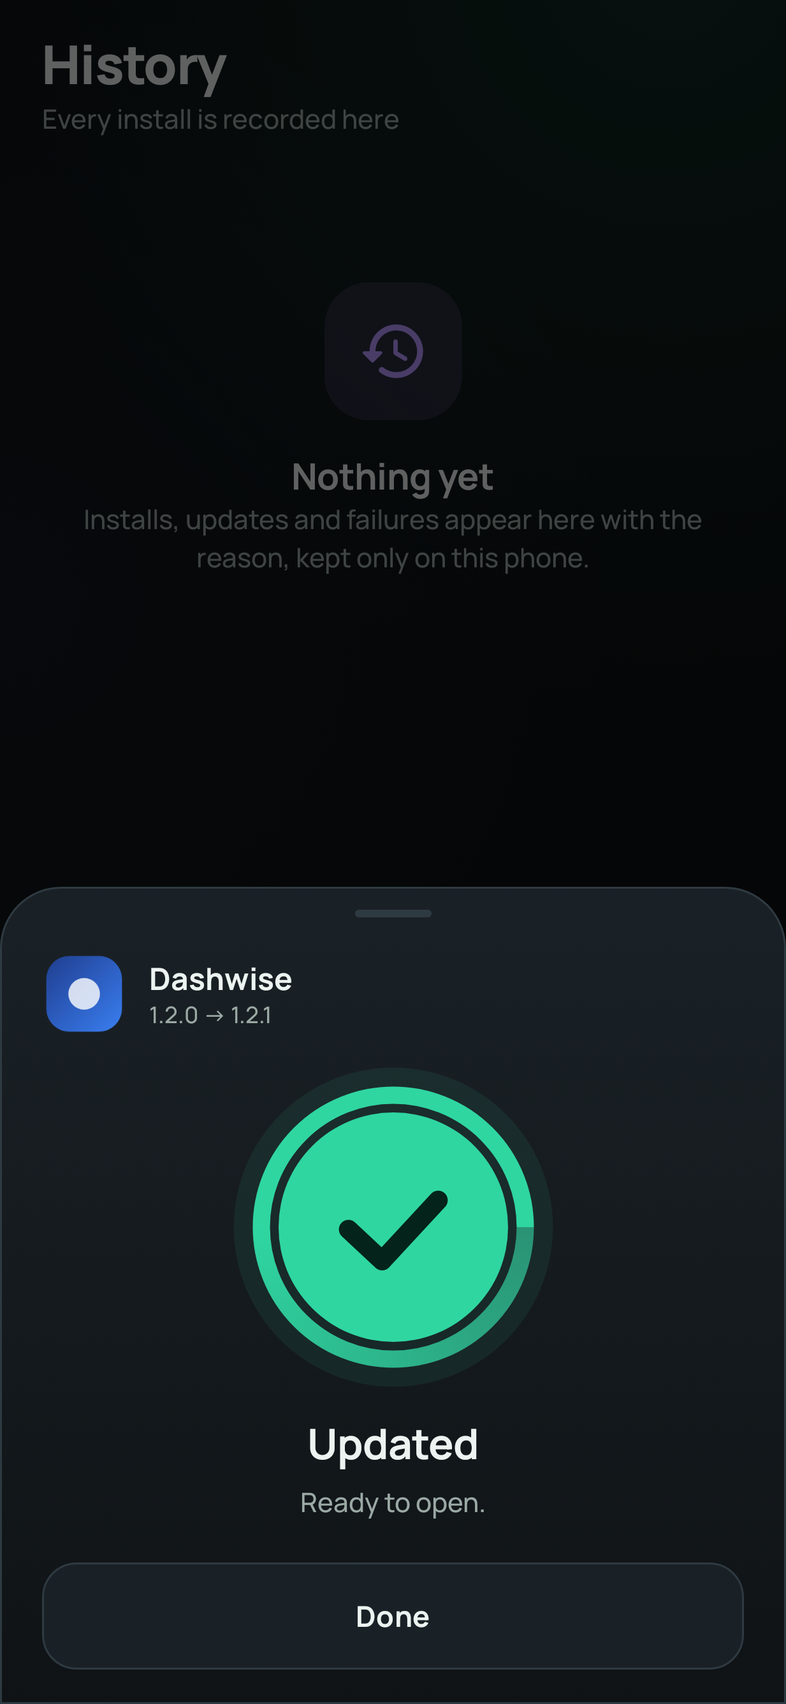 History
Every install is recorded here
Nothing yet
Installs, updates and failures appear here with the
reason, kept only on this phone.
Dashwise
1.2.0 → 1.2.1
Updated
Ready to open.
Done